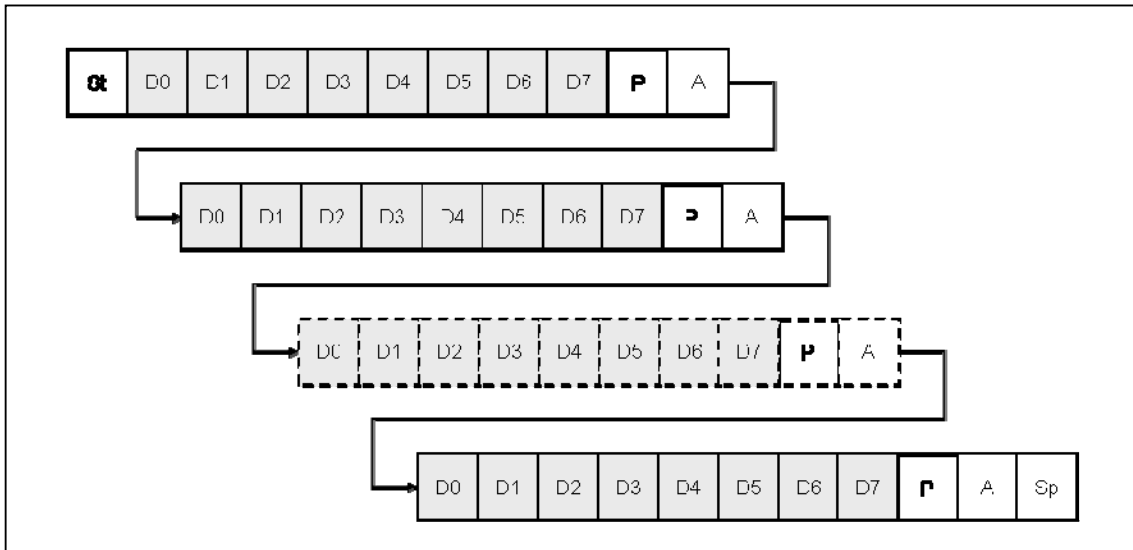 St D0 D1 D2 D3 D4 D5 D6 D7 P A
D0 D1 D2 D3 D4 D5 D6 D7 P A
D0 D1 D2 D3 D4 D5 D6 D7 P A
D0 D1 D2 D3 D4 D5 D6 D7 P A Sp